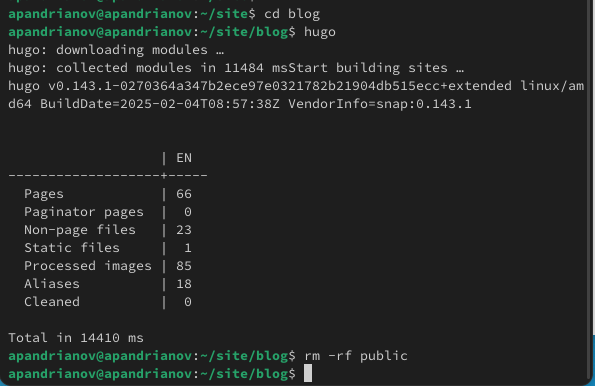 apandrianov@apandrianov:~/site$ cd blog
apandrianov@apandrianov:~/site/blog$ hugo
hugo: downloading modules …
hugo: collected modules in 11484 msStart building sites …
hugo v0.143.1-0270364a347b2ece97e0321782b21904db515ecc+extended linux/am
d64 BuildDate=2025-02-04T08:57:38Z VendorInfo=snap:0.143.1
                   | EN
-------------------+-----
  Pages            | 66
  Paginator pages  |  0
  Non-page files   | 23
  Static files     |  1
  Processed images | 85
  Aliases          | 18
  Cleaned          |  0
Total in 14410 ms
apandrianov@apandrianov:~/site/blog$ rm -rf public
apandrianov@apandrianov:~/site/blog$